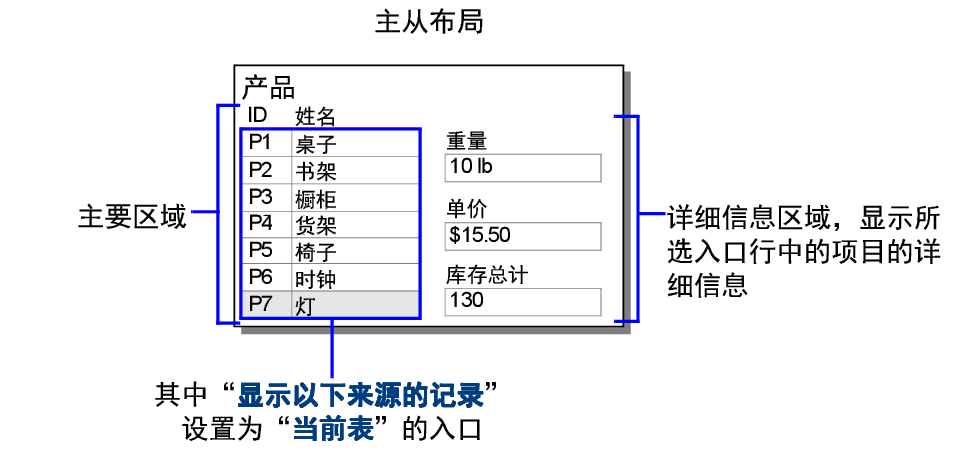 主从布局
产品
ID 姓名
P1 桌子
P2 书架
P3 橱柜
P4 货架
P5 椅子
P6 时钟
P7 灯
重量
10 lb
单价
$15.50
库存总计
130
主要区域
详细信息区域，显示所
选入口行中的项目的详
细信息
其中“显示以下来源的记录”
设置为“当前表”的入口